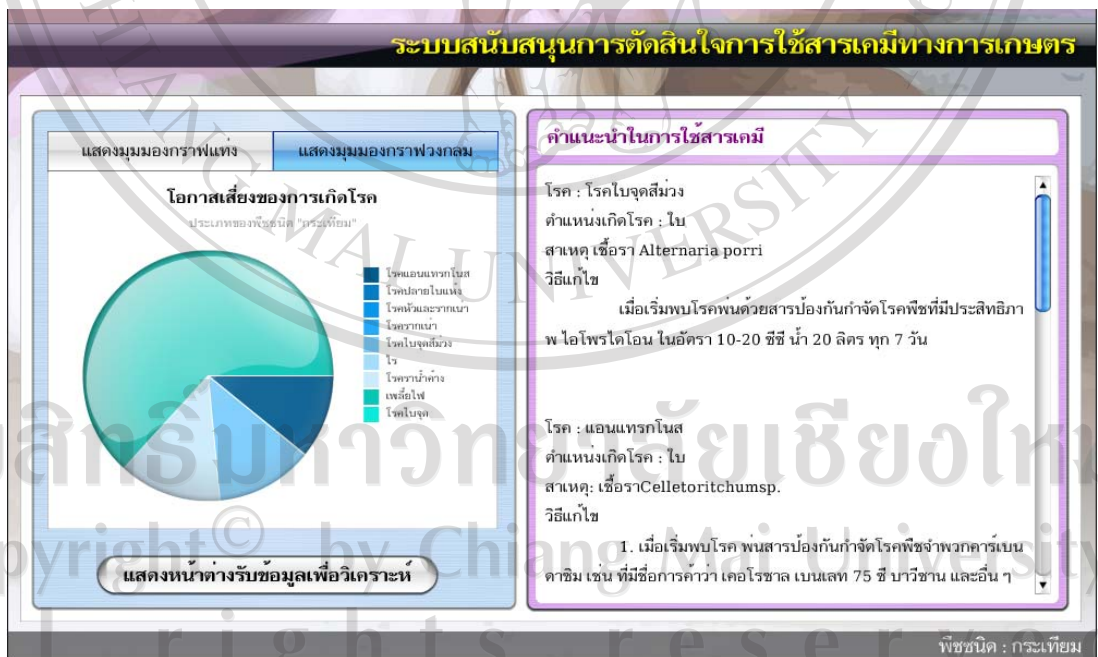 ระบบสนับสนุนการตัดสินใจการใช้สารเคมีทางการเกษตร
แสดงมุมมองกราฟแท่ง
แสดงมุมมองกราฟวงกลม
โอกาสเสี่ยงของการเกิดโรค
ประเภทของพืชชนิด "กระเทียม"
โรคแอนแทรกโนส
โรคปลายใบแห้ง
โรคหัวและรากเน่า
โรครากเน่า
โรคใบจุดสีม่วง
ไร
โรคราน้ำค้าง
เพลี้ยไฟ
โรคใบจุด
แสดงหน้าต่างรับข้อมูลเพื่อวิเคราะห์
คำแนะนำในการใช้สารเคมี
โรค : โรคใบจุดสีม่วง
ตำแหน่งเกิดโรค : ใบ
สาเหตุ เชื้อรา Alternaria porri
วิธีแก้ไข
เมื่อเริ่มพบโรคพ่นด้วยสารป้องกันกำจัดโรคพืชที่มีประสิทธิภา
พ ไอโพรไดโอน ในอัตรา 10-20 ซีซี น้ำ 20 ลิตร ทุก 7 วัน
โรค : แอนแทรกโนส
ตำแหน่งเกิดโรค : ใบ
สาเหตุ: เชื้อราCelletoritchumsp.
วิธีแก้ไข
1. เมื่อเริ่มพบโรค พ่นสารป้องกันกำจัดโรคพืชจำพวกคาร์เบน
ดาซิม เช่น ที่มีชื่อการค้าว่า เคอโรซาล เบนเลท 75 ซี บาวีซาน และอื่น ๆ
พืชชนิด : กระเทียม
CHIANG MAI UNIVERSITY
ลิขสิทธิ์มหาวิทยาลัยเชียงใหม่
opyright© by Chiang Mai University
l rights reserved